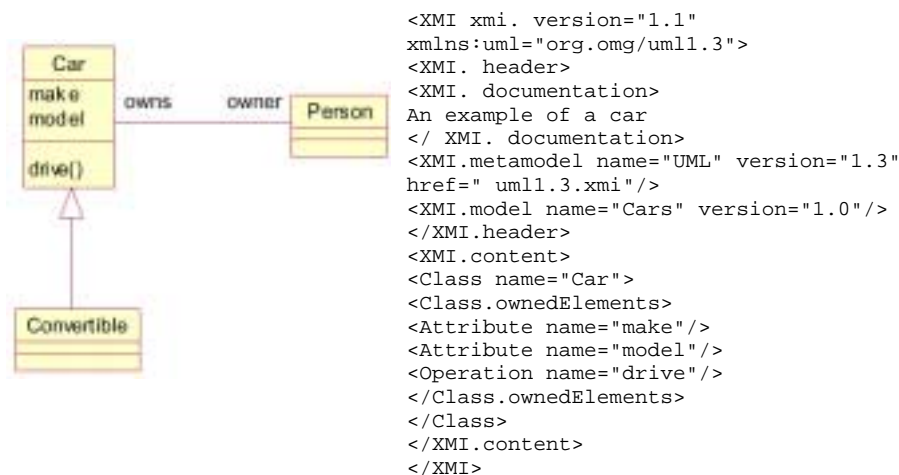 Car
make
model
drive()
owns
owner
Person
Convertible
<XMI xmi. version="1.1"
xmlns:uml="org.omg/uml1.3">
<XMI. header>
<XMI. documentation>
An example of a car
</ XMI. documentation>
<XMI.metamodel name="UML" version="1.3"
href=" uml1.3.xmi"/>
<XMI.model name="Cars" version="1.0"/>
</XMI.header>
<XMI.content>
<Class name="Car">
<Class.ownedElements>
<Attribute name="make"/>
<Attribute name="model"/>
<Operation name="drive"/>
</Class.ownedElements>
</Class>
</XMI.content>
</XMI>